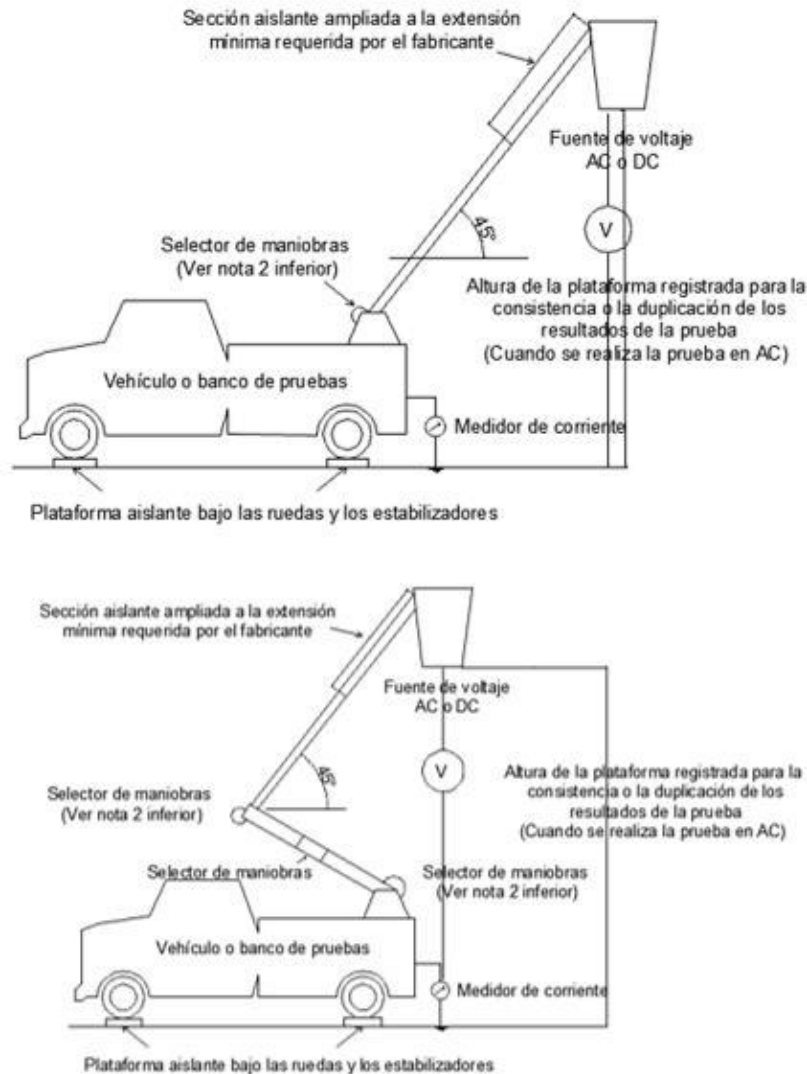 Sección aislante ampliada a la extensión
mínima requerida por el fabricante
Fuente de voltaje
AC o DC
45º
V
Selector de maniobras
(Ver nota 2 inferior)
Altura de la plataforma registrada para la
consistencia o la duplicación de los
resultados de la prueba
(Cuando se realiza la prueba en AC)
Vehículo o banco de pruebas
Medidor de corriente
Plataforma aislante bajo las ruedas y los estabilizadores
Sección aislante ampliada a la extensión
mínima requerida por el fabricante
Fuente de voltaje
AC o DC
45º
V
Altura de la plataforma registrada para la
consistencia o la duplicación de los
resultados de la prueba
(Cuando se realiza la prueba en AC)
Selector de maniobras
(Ver nota 2 inferior)
Selector de maniobras
Selector de maniobras
(Ver nota 2 inferior)
Vehículo o banco de pruebas
Medidor de corriente
Plataforma aislante bajo las ruedas y los estabilizadores